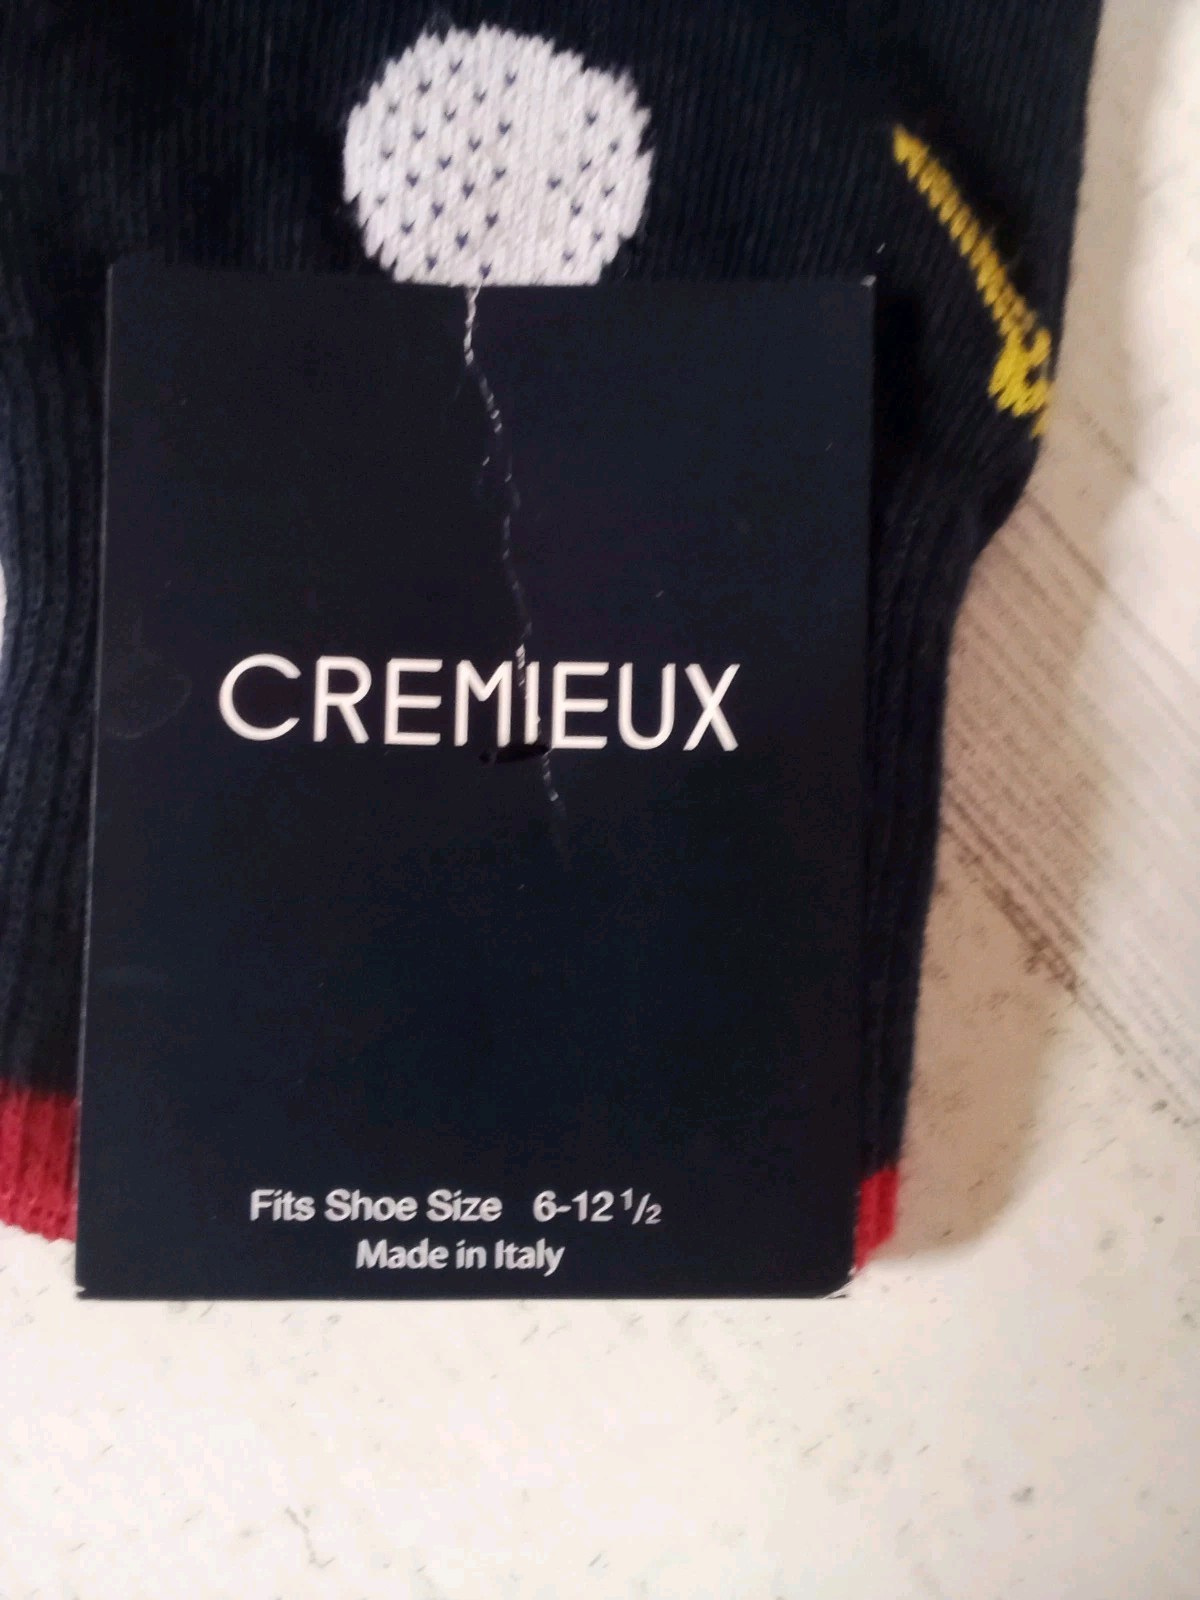 CREMIEUX
Fits Shoe Size 6-12 1/2
Made in Italy